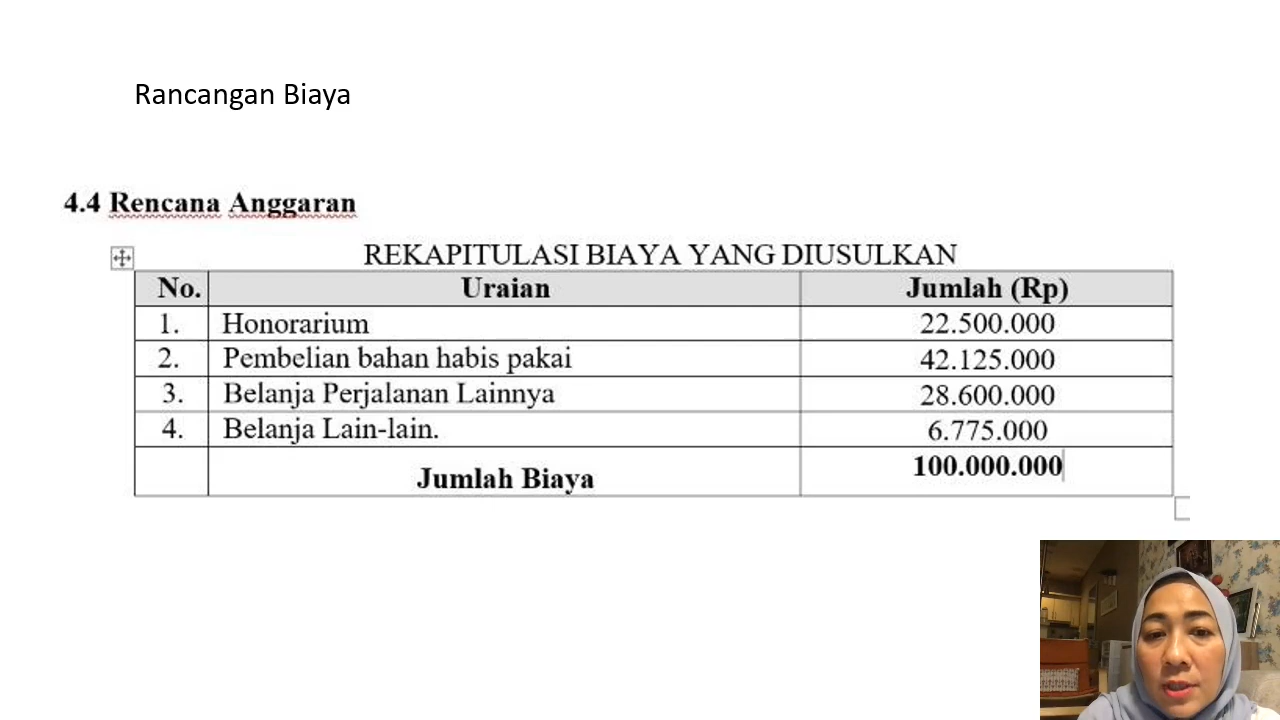 Rancangan Biaya
4.4 Rencana Anggaran
REKAPITULASI BIAYA YANG DIUSULKAN
No. Uraian Jumlah (Rp)
1. Honorarium 22.500.000
2. Pembelian bahan habis pakai 42.125.000
3. Belanja Perjalanan Lainnya 28.600.000
4. Belanja Lain-lain. 6.775.000
Jumlah Biaya 100.000.000